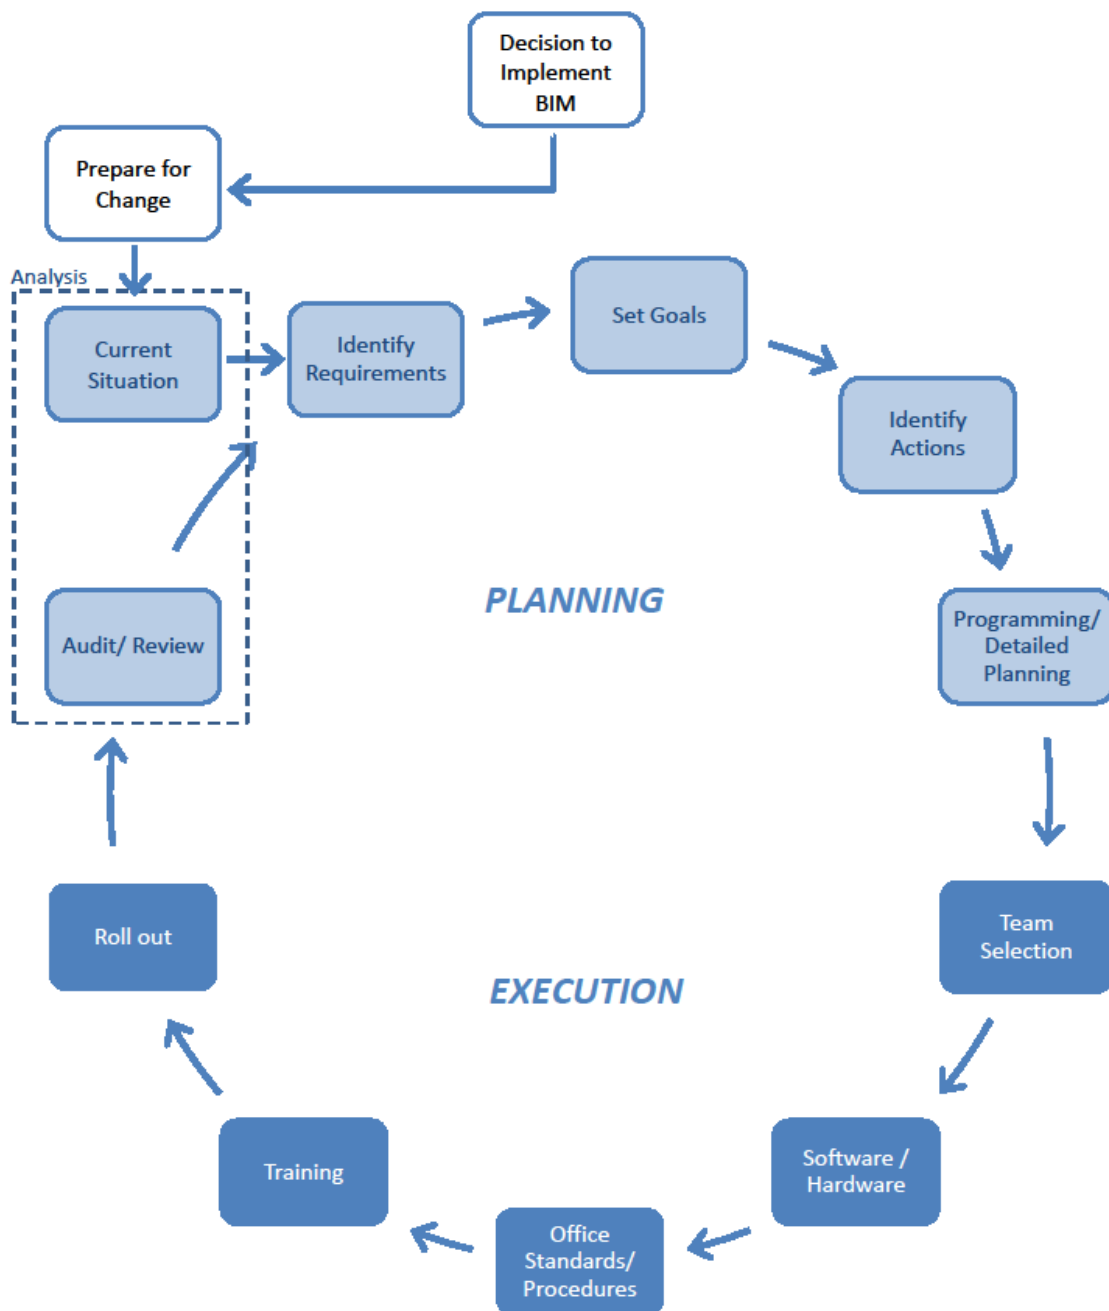 Decision to
Implement
BIM
Prepare for
Change
Analysis
Current
Situation
Identify
Requirements
Set Goals
Identify
Actions
PLANNING
Audit/ Review
Programming/
Detailed
Planning
Roll out
Team
Selection
EXECUTION
Training
Software /
Hardware
Office
Standards/
Procedures